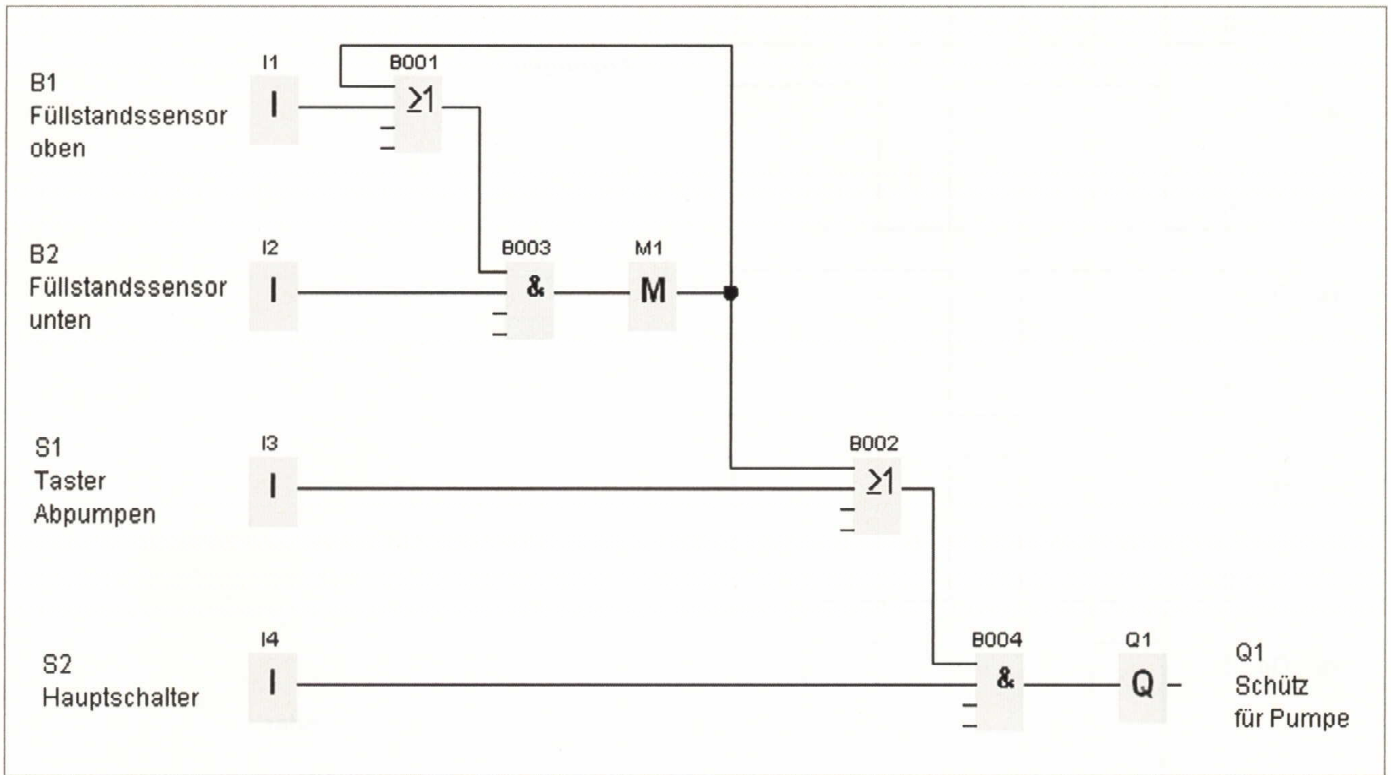 I1
B001
B1
Füllstandssensor
oben
I
≥1
I2
B003
M1
B2
Füllstandssensor
unten
I
&
M
I3
B002
S1
Taster
Abpumpen
I
≥1
I4
B004
Q1
S2
Hauptschalter
I
&
Q
Q1
Schütz
für Pumpe